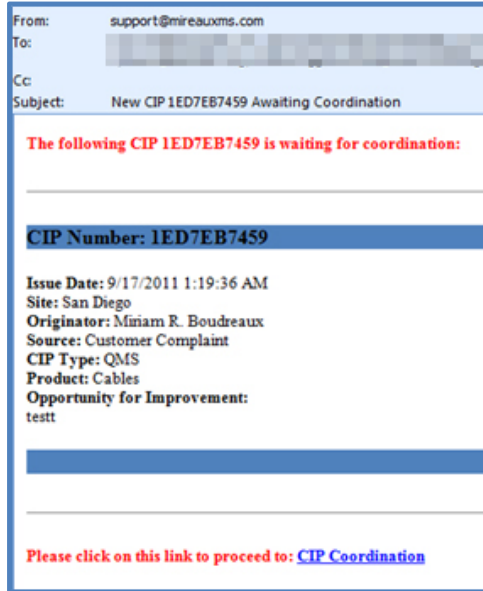 From: support@mireauxms.com
To:
Cc:
Subject: New CIP 1ED7EB7459 Awaiting Coordination
The following CIP 1ED7EB7459 is waiting for coordination:
CIP Number: 1ED7EB7459
Issue Date: 9/17/2011 1:19:36 AM
Site: San Diego
Originator: Miriam R. Boudreaux
Source: Customer Complaint
CIP Type: QMS
Product: Cables
Opportunity for Improvement:
testt
Please click on this link to proceed to: CIP Coordination